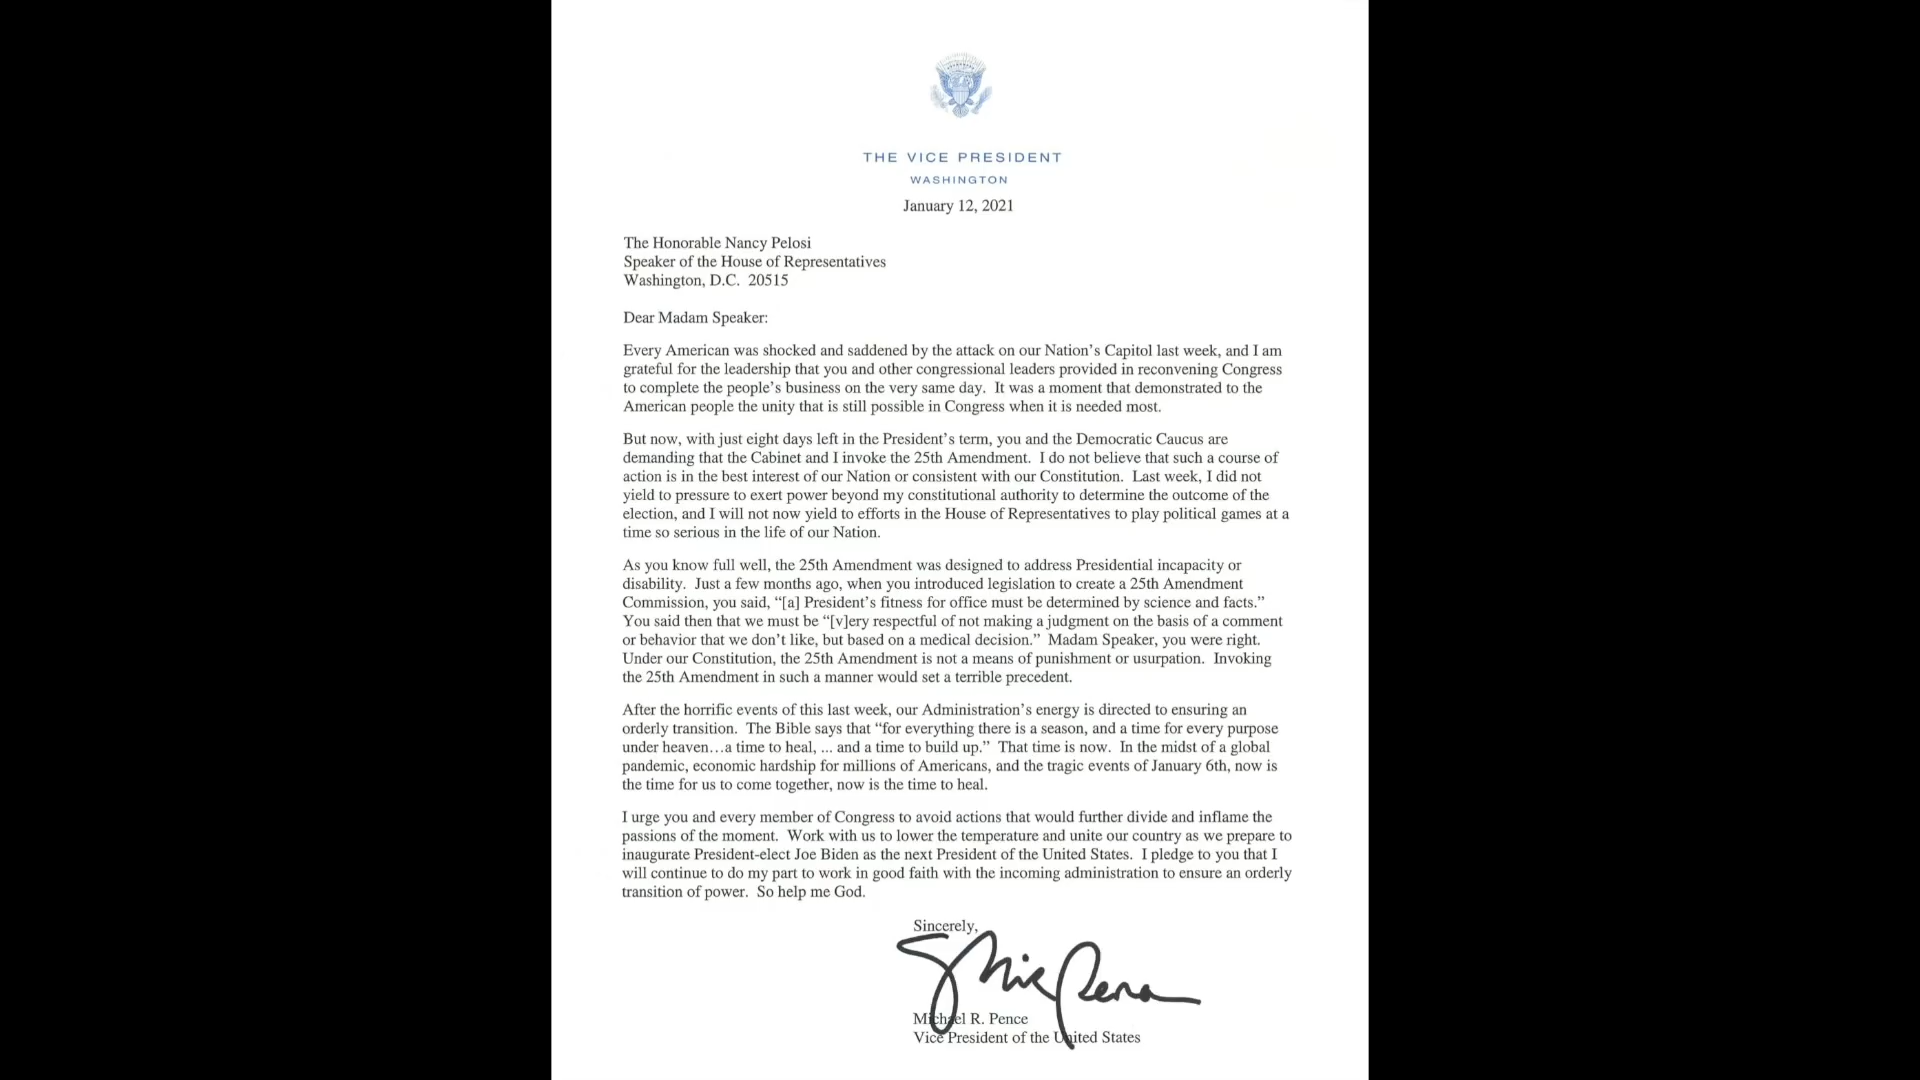 THE VICE PRESIDENT
WASHINGTON
January 12, 2021
The Honorable Nancy Pelosi
Speaker of the House of Representatives
Washington, D.C.  20515
Dear Madam Speaker:
Every American was shocked and saddened by the attack on our Nation’s Capitol last week, and I am
grateful for the leadership that you and other congressional leaders provided in reconvening Congress
to complete the people’s business on the very same day.  It was a moment that demonstrated to the
American people the unity that is still possible in Congress when it is needed most.
But now, with just eight days left in the President’s term, you and the Democratic Caucus are
demanding that the Cabinet and I invoke the 25th Amendment.  I do not believe that such a course of
action is in the best interest of our Nation or consistent with our Constitution.  Last week, I did not
yield to pressure to exert power beyond my constitutional authority to determine the outcome of the
election, and I will not now yield to efforts in the House of Representatives to play political games at a
time so serious in the life of our Nation.
As you know full well, the 25th Amendment was designed to address Presidential incapacity or
disability.  Just a few months ago, when you introduced legislation to create a 25th Amendment
Commission, you said, “[a] President’s fitness for office must be determined by science and facts.”
You said then that we must be “[v]ery respectful of not making a judgment on the basis of a comment
or behavior that we don’t like, but based on a medical decision.”  Madam Speaker, you were right.
Under our Constitution, the 25th Amendment is not a means of punishment or usurpation.  Invoking
the 25th Amendment in such a manner would set a terrible precedent.
After the horrific events of this last week, our Administration’s energy is directed to ensuring an
orderly transition.  The Bible says that “for everything there is a season, and a time for every purpose
under heaven…a time to heal, ... and a time to build up.”  That time is now.  In the midst of a global
pandemic, economic hardship for millions of Americans, and the tragic events of January 6th, now is
the time for us to come together, now is the time to heal.
I urge you and every member of Congress to avoid actions that would further divide and inflame the
passions of the moment.  Work with us to lower the temperature and unite our country as we prepare to
inaugurate President-elect Joe Biden as the next President of the United States.  I pledge to you that I
will continue to do my part to work in good faith with the incoming administration to ensure an orderly
transition of power.  So help me God.
Sincerely,
Mike Pence
Michael R. Pence
Vice President of the United States